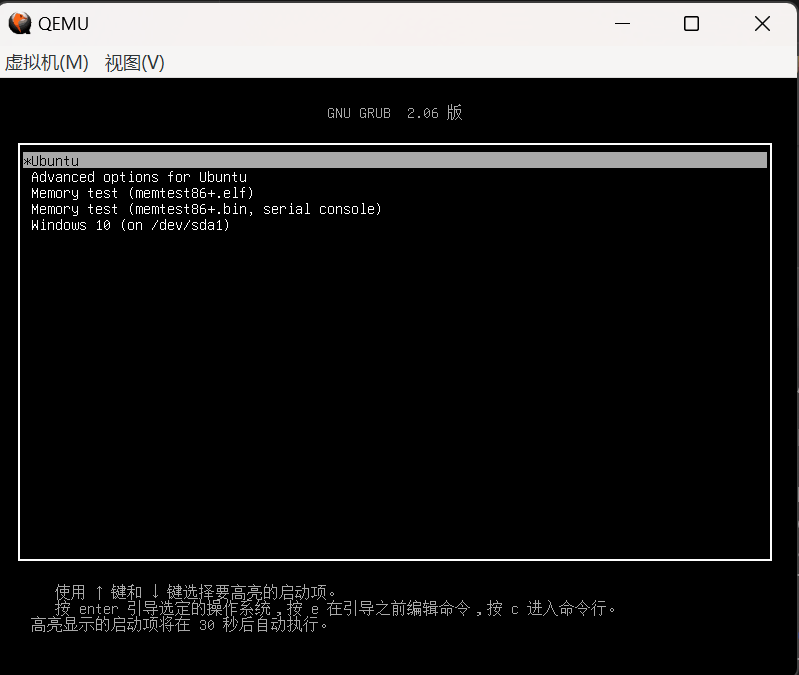 QEMU
虚拟机(M) 视图(V)
GNU GRUB 2.06 版
*Ubuntu
Advanced options for Ubuntu
Memory test (memtest86+.elf)
Memory test (memtest86+.bin, serial console)
Windows 10 (on /dev/sda1)
使用 ↑ 键和 ↓ 键选择要高亮的启动项。
按 enter 引导选定的操作系统，按 e 在引导之前编辑命令，按 c 进入命令行。
高亮显示的启动项将在 30 秒后自动执行。